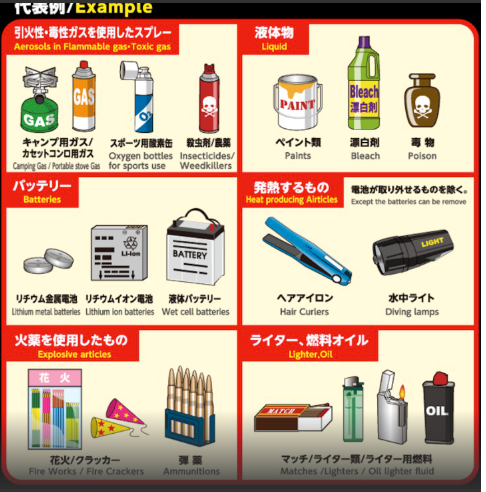 代表例/Example
引火性・毒性ガスを使用したスプレー
Aerosols in Flammable gas・Toxic gas
GAS
GAS
O₂
キャンプ用ガス/
カセットコンロ用ガス
Camping Gas / Portable stove Gas
スポーツ用酸素缶
Oxygen bottles
for sports use
殺虫剤/農薬
Insecticides/
Weedkillers
液体物
Liquid
PAINT
Bleach
漂白剤
ペイント類
Paints
漂白剤
Bleach
毒物
Poison
バッテリー
Batteries
Li-ion
BATTERY
リチウム金属電池
Lithium metal batteries
リチウムイオン電池
Lithium ion batteries
液体バッテリー
Wet cell batteries
発熱するもの
Heat producing Airticles
電池が取り外せるものを除く。
Except the batteries can be remove
LIGHT
ヘアアイロン
Hair Curlers
水中ライト
Diving lamps
火薬を使用したもの
Explosive articles
花火
花火/クラッカー
Fire Works / Fire Crackers
弾薬
Ammunitions
ライター、燃料オイル
Lighter,Oil
MATCH
OIL
マッチ/ライター類/ライター用燃料
Matches /Lighters / Oil lighter fluid